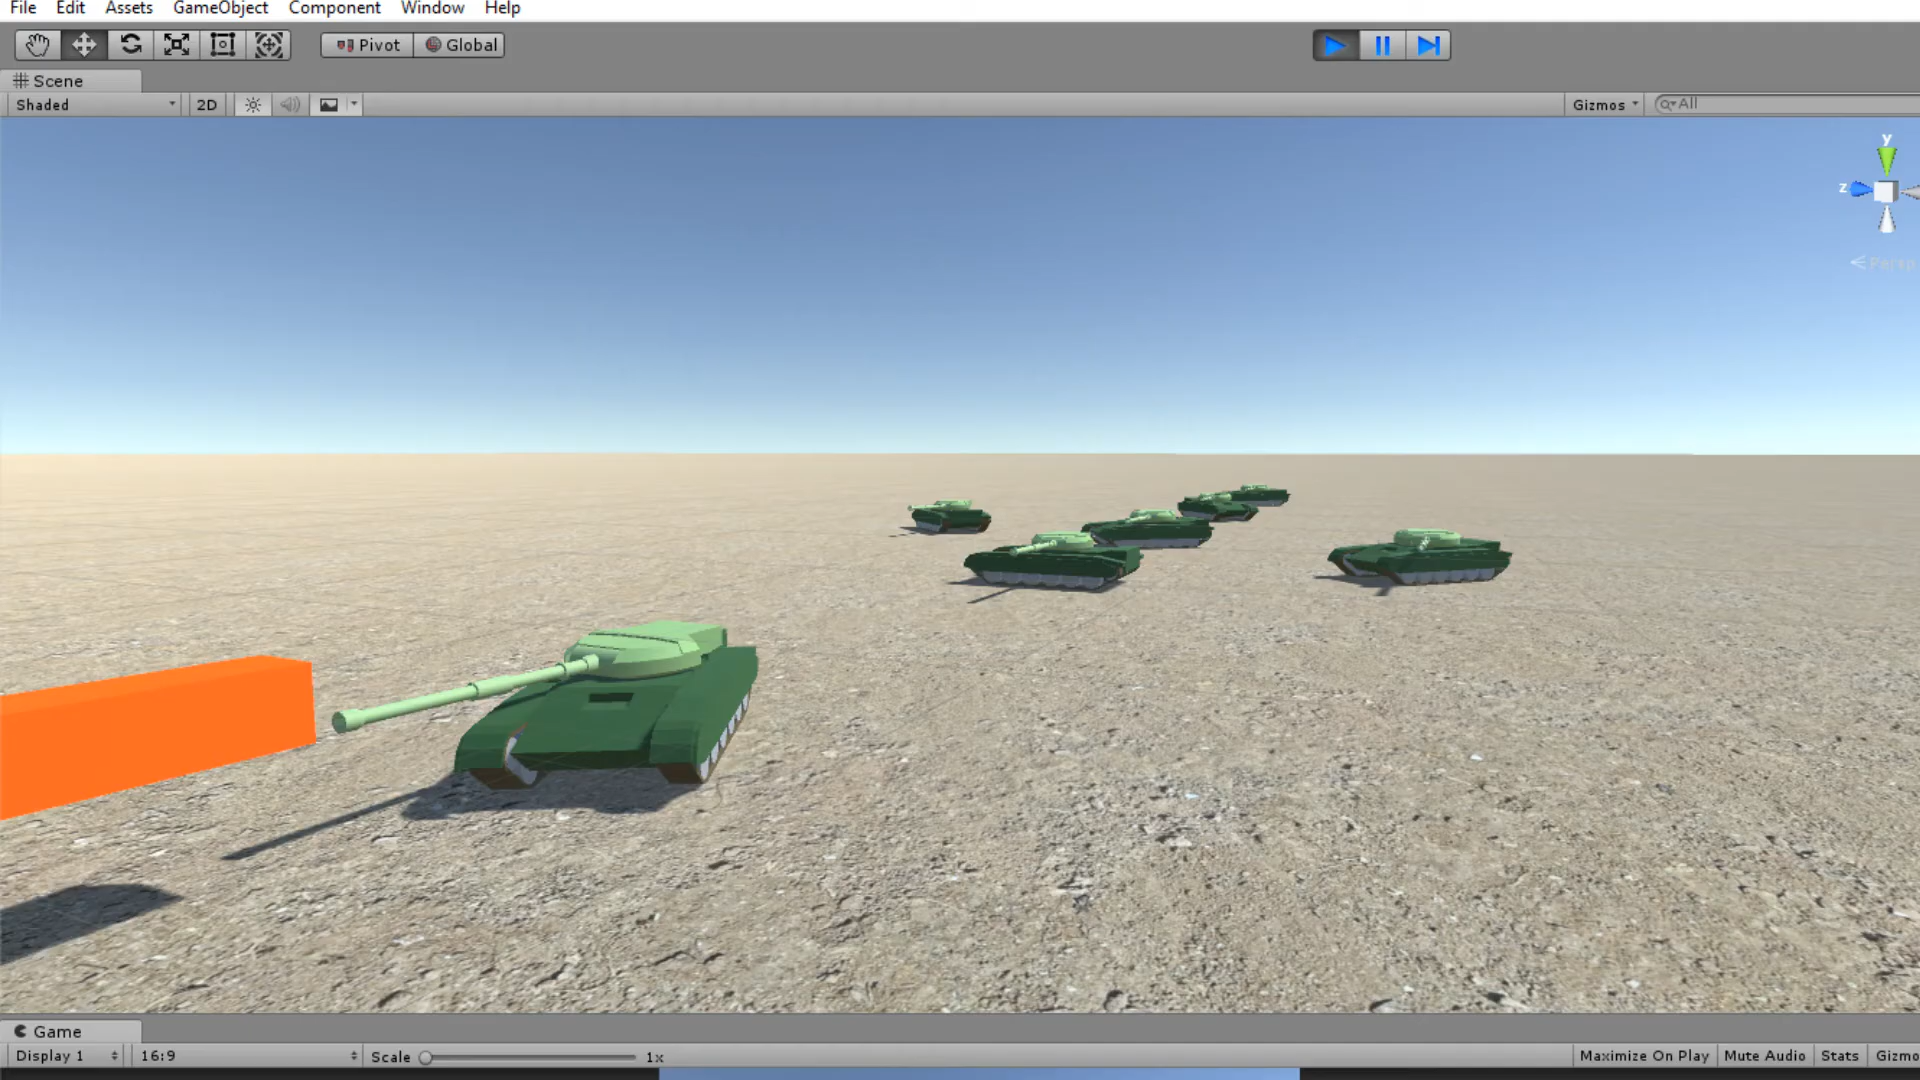 File Edit Assets GameObject Component Window Help
Pivot Global
Scene
Shaded 2D Gizmos All
y
z
Persp
Game
Display 1 16:9 Scale 1x Maximize On Play Mute Audio Stats Gizmo